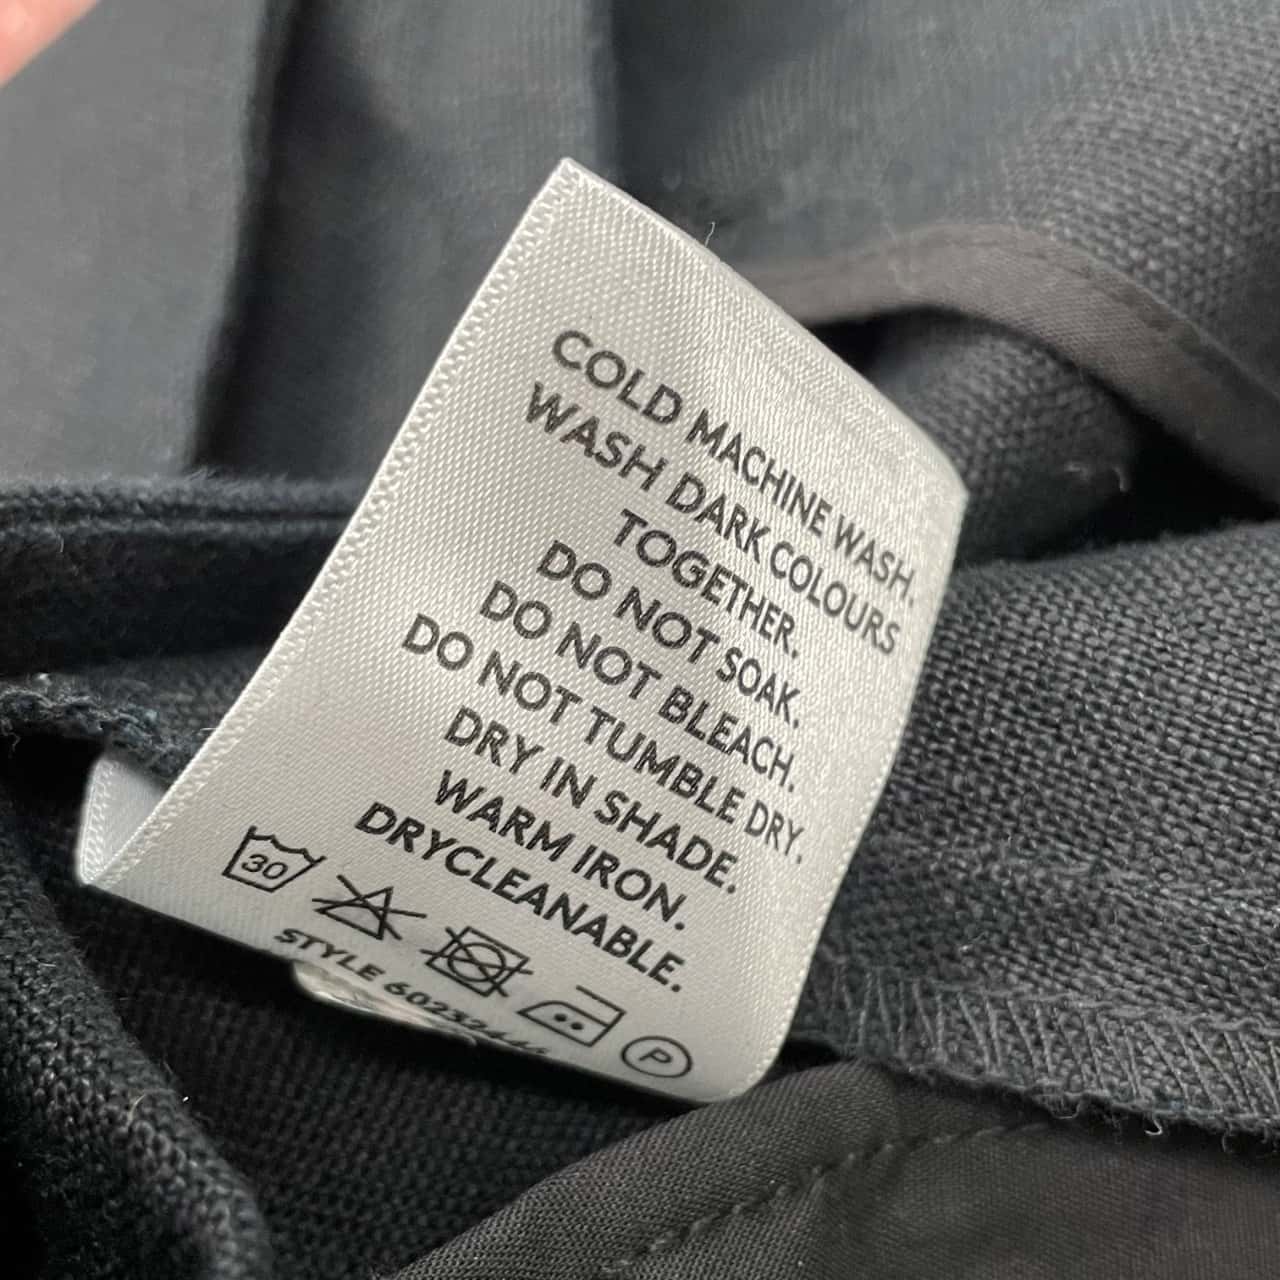 COLD MACHINE WASH.
WASH DARK COLOURS
TOGETHER.
DO NOT SOAK.
DO NOT BLEACH.
DO NOT TUMBLE DRY.
DRY IN SHADE.
WARM IRON.
DRYCLEANABLE.
30
P
STYLE